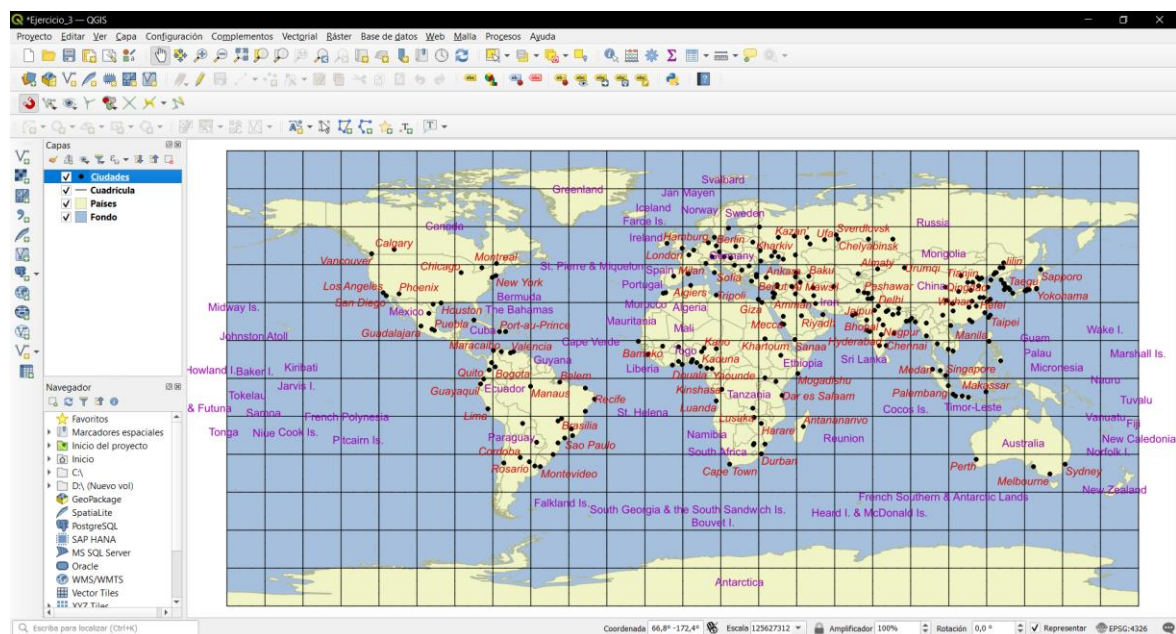 *Ejercicio_3 — QGIS
Proyecto Editar Ver Capa Configuración Complementos Vectorial Ráster Base de datos Web Malla Procesos Ayuda
Capas
Ciudades
Cuadrícula
Países
Fondo
Navegador
Favoritos
Marcadores espaciales
Inicio del proyecto
Inicio
C:\
D:\ (Nuevo vol)
GeoPackage
SpatiaLite
PostgreSQL
SAP HANA
MS SQL Server
Oracle
WMS/WMTS
Vector Tiles
XYZ Tiles
Svalbard
Greenland
Jan Mayen
Iceland Norway Sweden
Faroe Is. Russia
Canada
Ireland Hamburg Berlin Kazan' Ufa Sverdlovsk
Calgary Kharkiv Chelyabinsk
Vancouver Chicago Montreal London Germany Mongolia
St. Pierre & Miquelon Spain Milan Sofia Ankara Baku Almaty Urumqi Tianjin Jilin Sapporo
Los Angeles Phoenix New York Portugal Algiers Tripoli Beirut Al Mawsil Pashawar China Qingdao Taegu
San Diego Bermuda Yokohama
Midway Is. Mexico Houston The Bahamas Morocco Algeria Giza Amman Iran Delhi Wuhan Hefei
Puebla Cuba Port-au-Prince Mauritania Mecca Riyadh Jaipur Taipei
Guadalajara Mali Bhopal Nagpur Manila Wake I.
Johnston Atoll Maracaibo Valencia Cape Verde Kano Khartoum Sanaa Hyderabad Chennai Guam
Guyana Bamako Togo Kaduna Ethiopia Sri Lanka Palau Marshall Is.
Howland I. Baker I. Kiribati Quito Bogota Liberia Douala Yaounde Mogadishu Medan Singapore Micronesia
Jarvis I. Guayaquil Ecuador Belem Kinshasa Makassar Nauru
Tokelau Manaus Recife Tanzania Dar es Salaam Palembang Tuvalu
& Futuna Samoa French Polynesia Lima St. Helena Luanda Cocos Is. Timor-Leste
Tonga Niue Cook Is. Brasilia Lusaka Antananarivo Vanuatu Fiji
Pitcairn Is. Paraguay Sao Paulo Namibia Harare Reunion Australia New Caledonia
Cordoba South Africa Norfolk I.
Rosario Montevideo Cape Town Durban Perth Sydney
Melbourne
Falkland Is. South Georgia & the South Sandwich Is. French Southern & Antarctic Lands New Zealand
Bouvet I. Heard I. & McDonald Is.
Antarctica
Escriba para localizar (Ctrl+K) Coordenada 66,8° -172,4° Escala 125627312 Amplificador 100% Rotación 0,0 ° Representar EPSG:4326